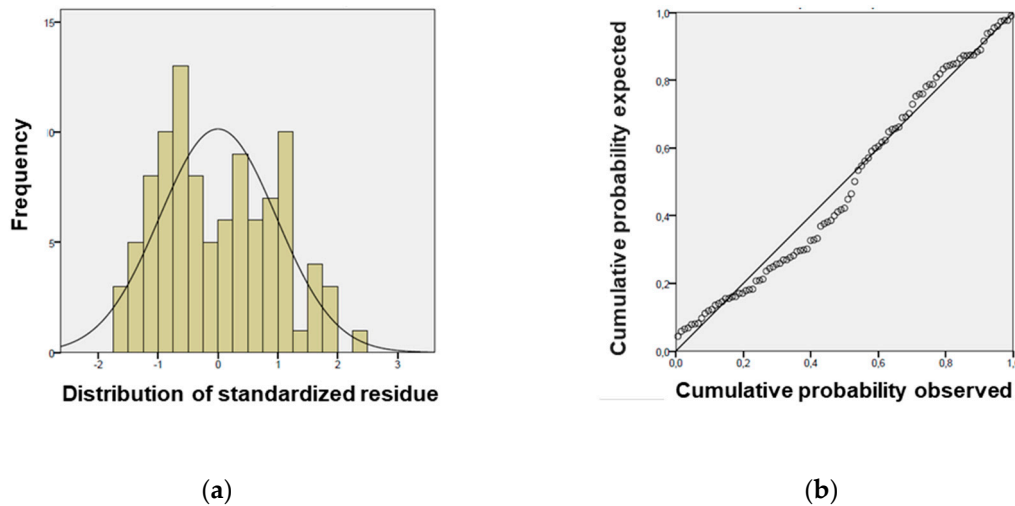 15
10
5
0
Frequency
-2 -1 0 1 2 3
Distribution of standardized residue
(a)
1,0
0,8
0,6
0,4
0,2
0,0
Cumulative probability expected
0,0 0,2 0,4 0,6 0,8 1,
Cumulative probability observed
(b)